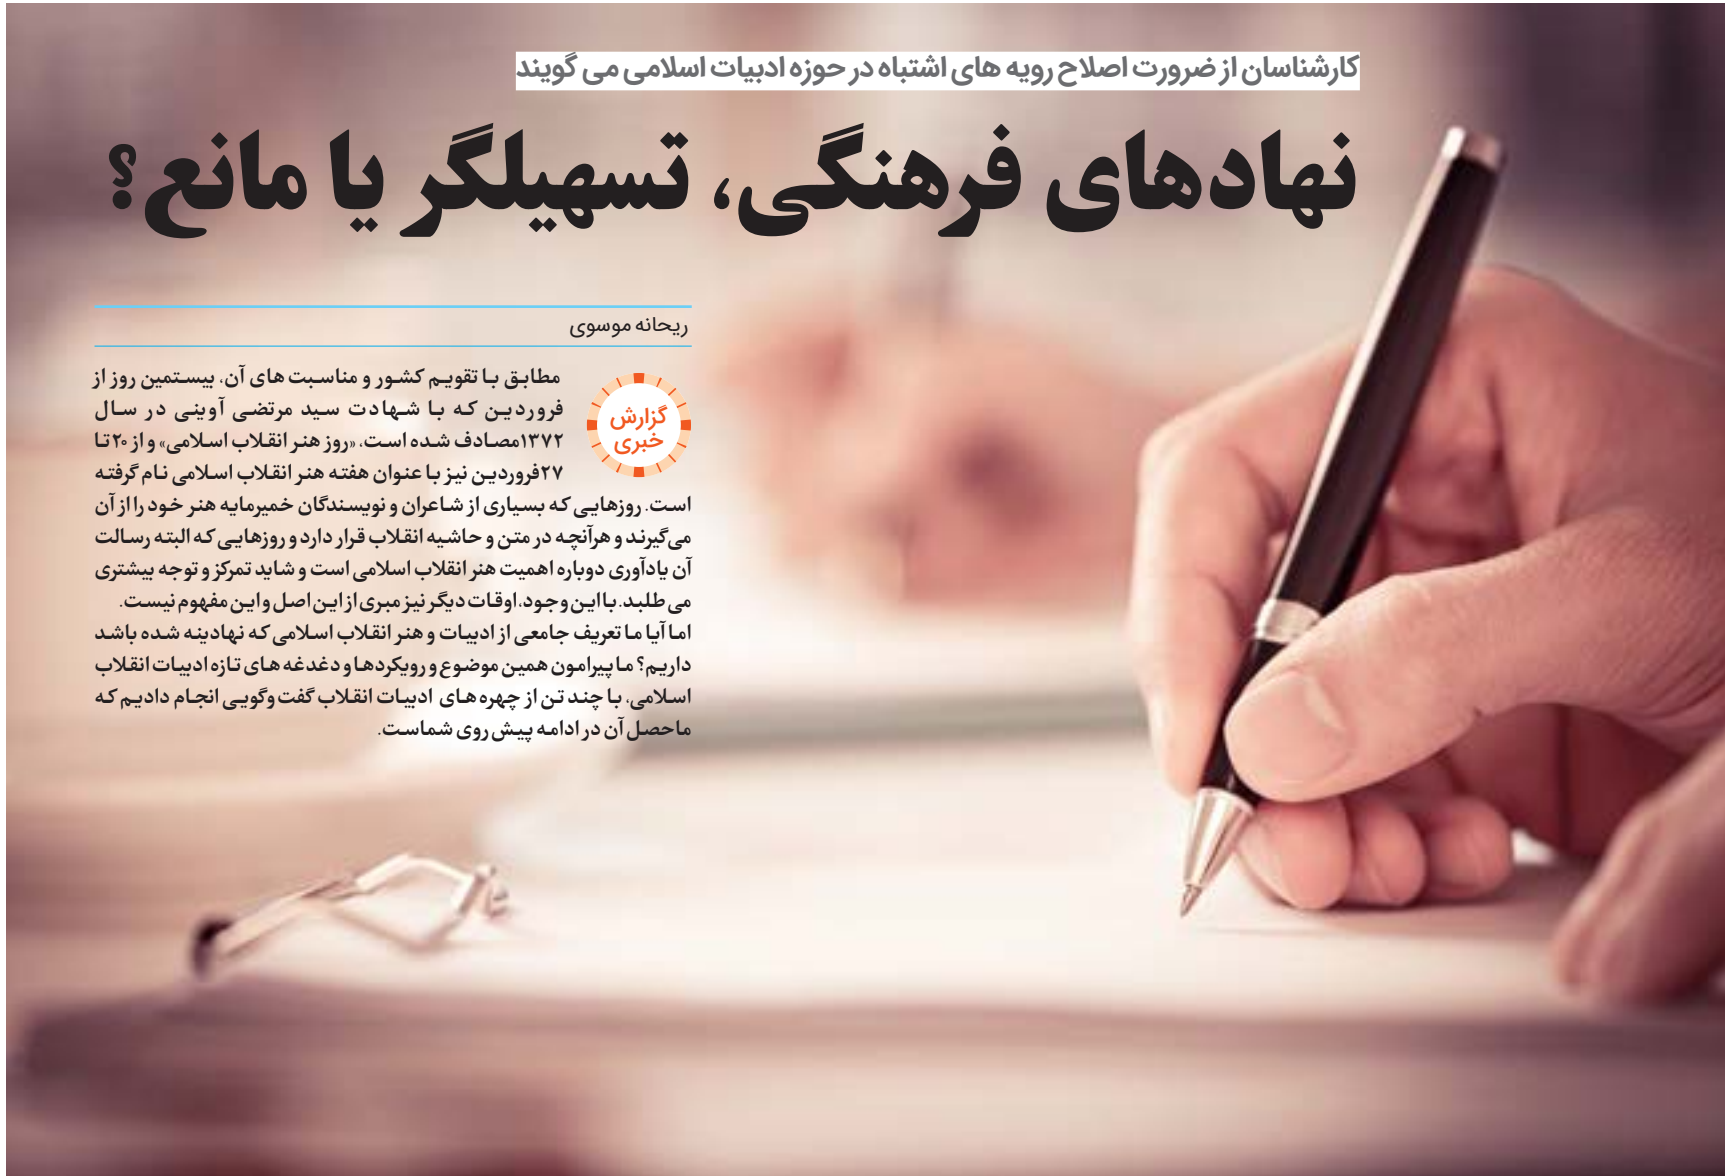 کارشناسان از ضرورت اصلاح رویه های اشتباه در حوزه ادبیات اسلامی می گویند
نهادهای فرهنگی، تسهیلگر یا مانع؟
ریحانه موسوی
گزارش
خبری
مطابق با تقویم کشور و مناسبت های آن، بیستمین روز از
فروردین که با شهادت سید مرتضی آوینی در سال
۱۳۷۲مصادف شده است، «روز هنر انقلاب اسلامی» و از ۲۰ تا
۲۷فروردین نیز با عنوان هفته هنر انقلاب اسلامی نام گرفته
است. روزهایی که بسیاری از شاعران و نویسندگان خمیرمایه هنر خود را از آن
می‌گیرند و هرآنچه در متن و حاشیه انقلاب قرار دارد و روزهایی که البته رسالت
آن یادآوری دوباره اهمیت هنر انقلاب اسلامی است و شاید تمرکز و توجه بیشتری
می طلبد. با این وجود، اوقات دیگر نیز مبری از این اصل و این مفهوم نیست.
اما آیا ما تعریف جامعی از ادبیات و هنر انقلاب اسلامی که نهادینه شده باشد
داریم؟ ما پیرامون همین موضوع و رویکردها و دغدغه های تازه ادبیات انقلاب
اسلامی، با چند تن از چهره های ادبیات انقلاب گفت وگویی انجام دادیم که
ماحصل آن در ادامه پیش روی شماست.